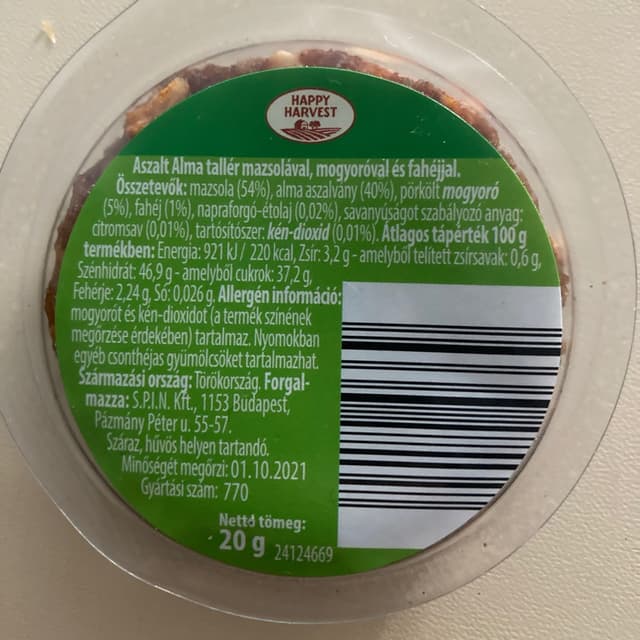 HAPPY
HARVEST
Aszalt Alma tallér mazsolával, mogyoróval és fahéjjal.
Összetevők: mazsola (54%), alma aszalvány (40%), pörkölt mogyoró
(5%), fahéj (1%), napraforgó-étolaj (0,02%), savanyúságot szabályozó anyag:
citromsav (0,01%), tartósítószer: kén-dioxid (0,01%). Átlagos tápérték 100 g
termékben: Energia: 921 kJ / 220 kcal, Zsír: 3,2 g - amelyből telített zsírsavak: 0,6 g,
Szénhidrát: 46,9 g - amelyből cukrok: 37,2 g,
Fehérje: 2,24 g, Só: 0,026 g. Allergén információ:
mogyorót és kén-dioxidot (a termék színének
megőrzése érdekében) tartalmaz. Nyomokban
egyéb csonthéjas gyümölcsöket tartalmazhat.
Származási ország: Törökország. Forgal-
mazza: S.P.I.N. Kft., 1153 Budapest,
Pázmány Péter u. 55-57.
Száraz, hűvös helyen tartandó.
Minőségét megőrzi: 01.10.2021
Gyártási szám: 770
Nettó tömeg:
20 g 24124669